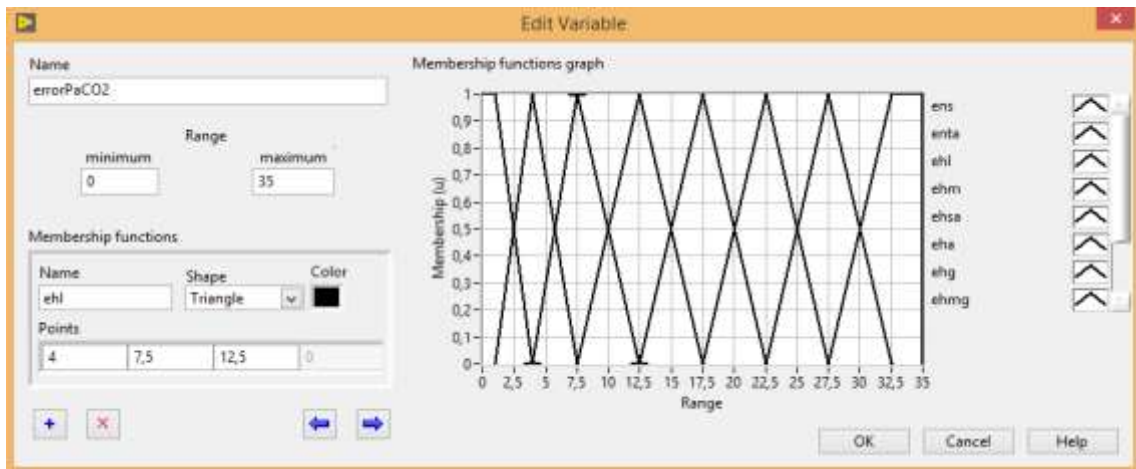 Edit Variable
Name
errorPaCO2
Range
minimum
maximum
0
35
Membership functions
Name
Shape
Color
ehl
Triangle
Points
4
7,5
12,5
0
Membership functions graph
Membership (u)
1
0,9
0,8
0,7
0,6
0,5
0,4
0,3
0,2
0,1
0
0 2,5 5 7,5 10 12,5 15 17,5 20 22,5 25 27,5 30 32,5 35
Range
ens
enta
ehl
ehm
ehsa
eha
ehg
ehmg
OK
Cancel
Help